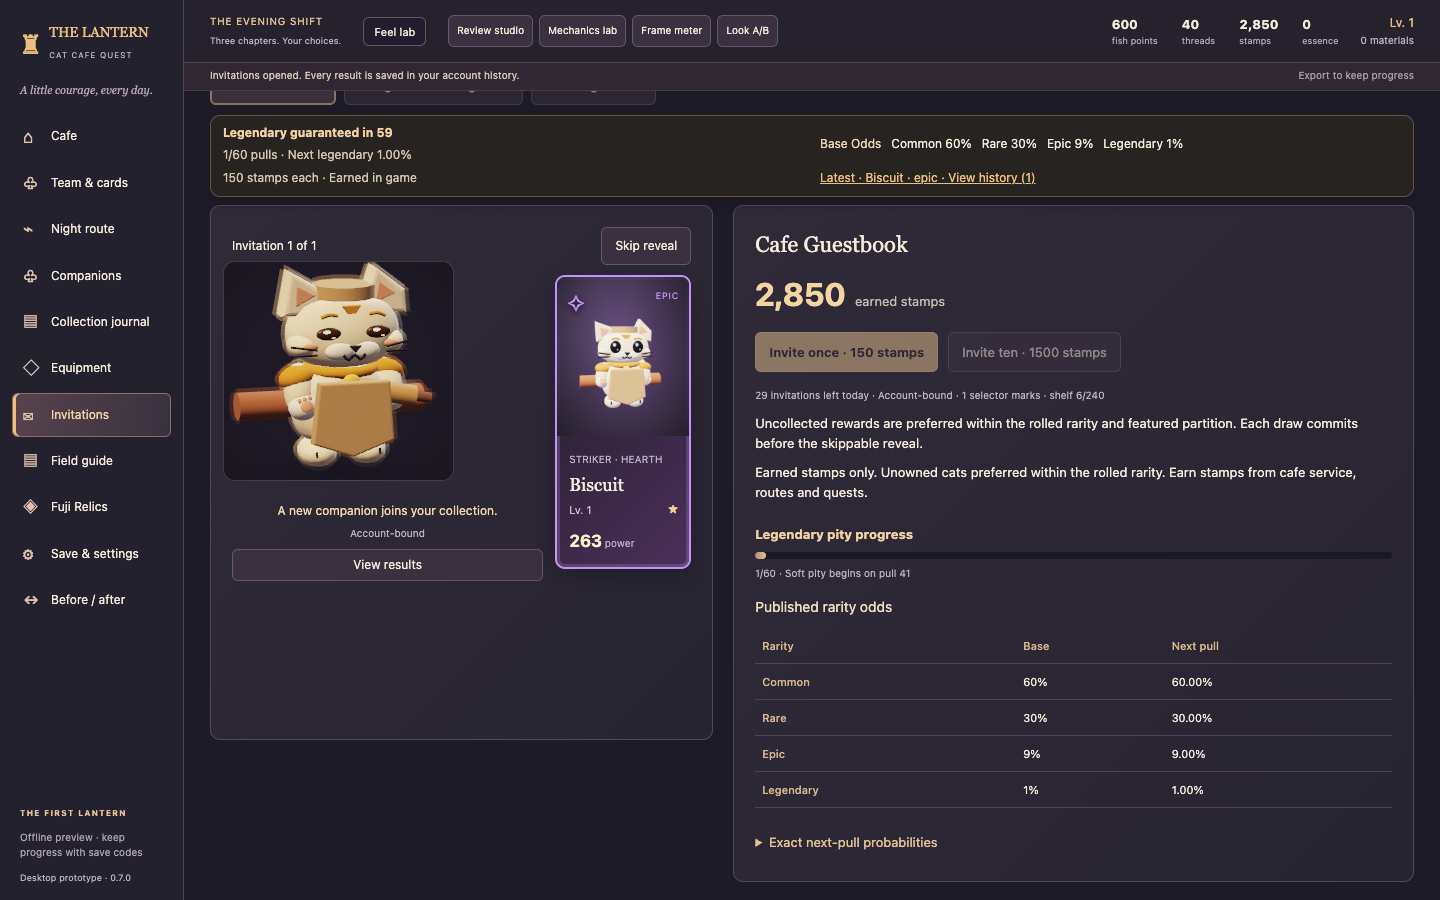 THE LANTERN
CAT CAFE QUEST
A little courage, every day.
Cafe
Team & cards
Night route
Companions
Collection journal
Equipment
Invitations
Field guide
Fuji Relics
Save & settings
Before / after
THE FIRST LANTERN
Offline preview · keep
progress with save codes
Desktop prototype · 0.7.0
THE EVENING SHIFT
Three chapters. Your choices.
Feel lab
Review studio
Mechanics lab
Frame meter
Look A/B
600
fish points
40
threads
2,850
stamps
0
essence
Lv. 1
0 materials
Invitations opened. Every result is saved in your account history.
Export to keep progress
Legendary guaranteed in 59
1/60 pulls · Next legendary 1.00%
150 stamps each · Earned in game
Base Odds Common 60% Rare 30% Epic 9% Legendary 1%
Latest · Biscuit · epic · View history (1)
Invitation 1 of 1
Skip reveal
EPIC
STRIKER · HEARTH
Biscuit
Lv. 1
263 power
A new companion joins your collection.
Account-bound
View results
Cafe Guestbook
2,850 earned stamps
Invite once · 150 stamps
Invite ten · 1500 stamps
29 invitations left today · Account-bound · 1 selector marks · shelf 6/240
Uncollected rewards are preferred within the rolled rarity and featured partition. Each draw commits
before the skippable reveal.
Earned stamps only. Unowned cats preferred within the rolled rarity. Earn stamps from cafe service,
routes and quests.
Legendary pity progress
1/60 · Soft pity begins on pull 41
Published rarity odds
Rarity Base Next pull
Common 60% 60.00%
Rare 30% 30.00%
Epic 9% 9.00%
Legendary 1% 1.00%
Exact next-pull probabilities